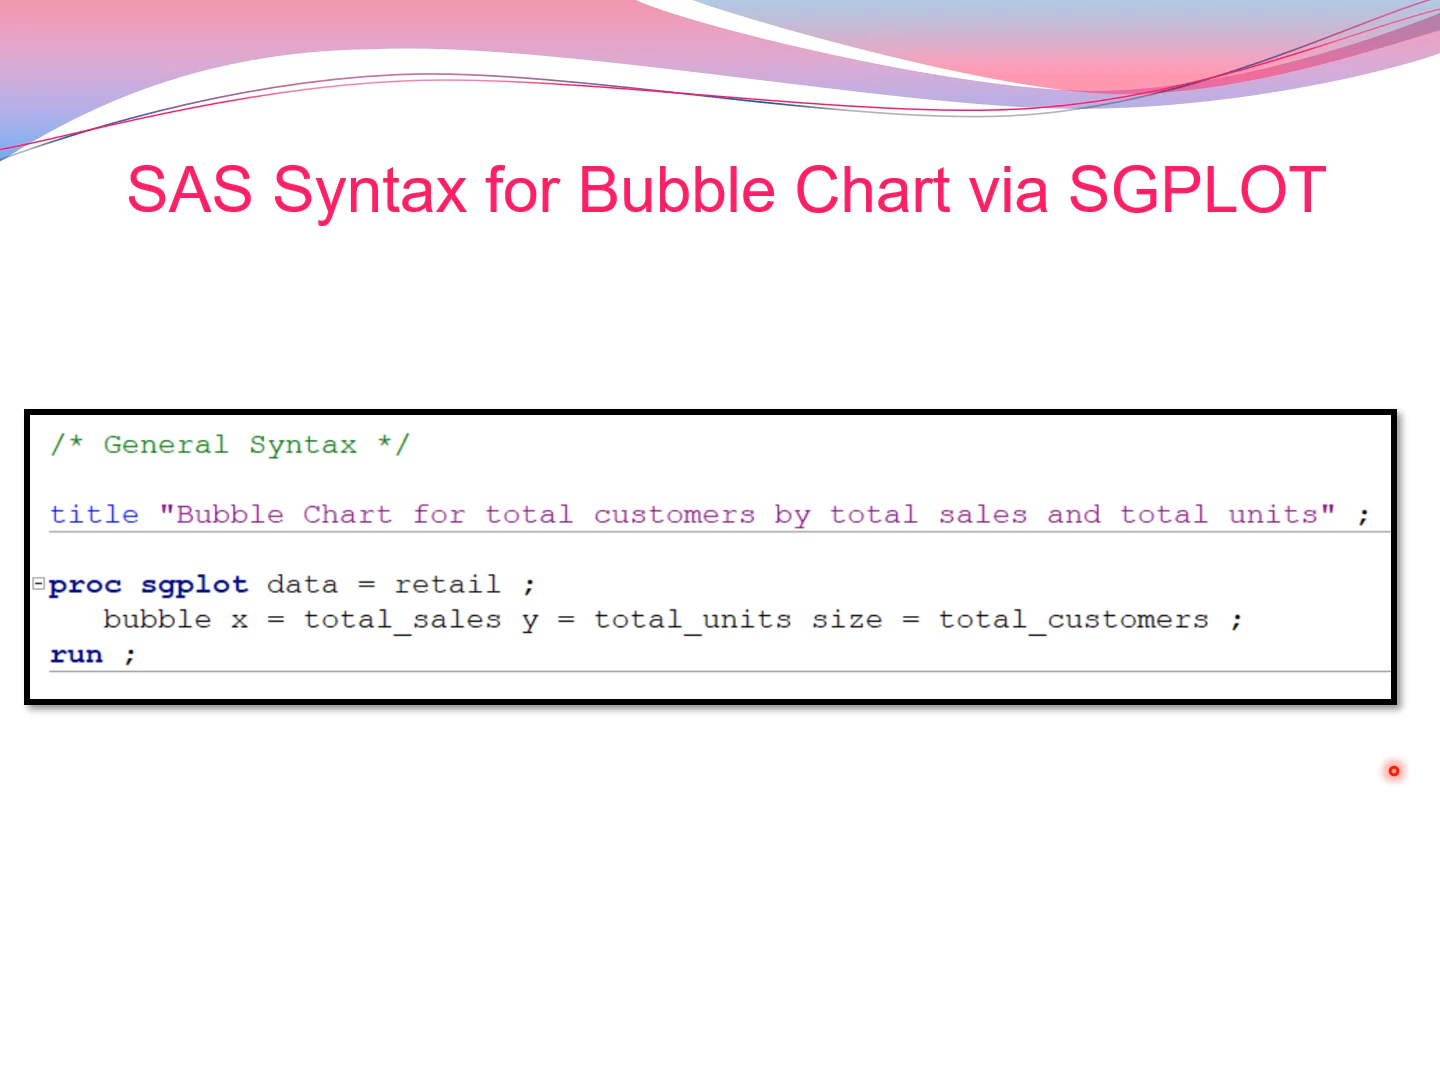 SAS Syntax for Bubble Chart via SGPLOT
/* General Syntax */
title "Bubble Chart for total customers by total sales and total units" ;
proc sgplot data = retail ;
bubble x = total_sales y = total_units size = total_customers ;
run ;